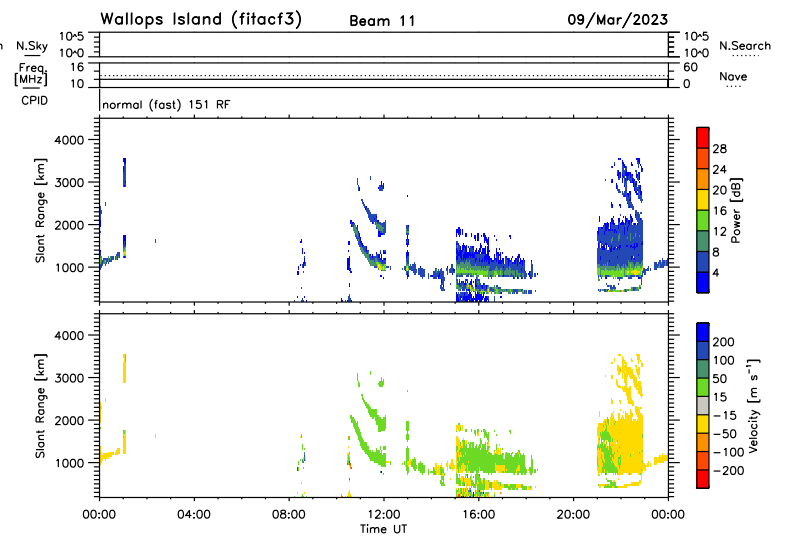 Wallops Island (fitacf3) Beam 11 09/Mar/2023
n N.Sky 10^5 10^0 10^5 10^0 N.Search
Freq. [MHz] 16 10 60 0 Nave
CPID normal (fast) 151 RF
Slant Range [km]
4000
3000
2000
1000
28
24
20
16
12
8
4
Power [dB]
Slant Range [km]
4000
3000
2000
1000
200
100
50
15
-15
-50
-100
-200
Velocity [m s⁻¹]
00:00 04:00 08:00 12:00 16:00 20:00 00:00
Time UT